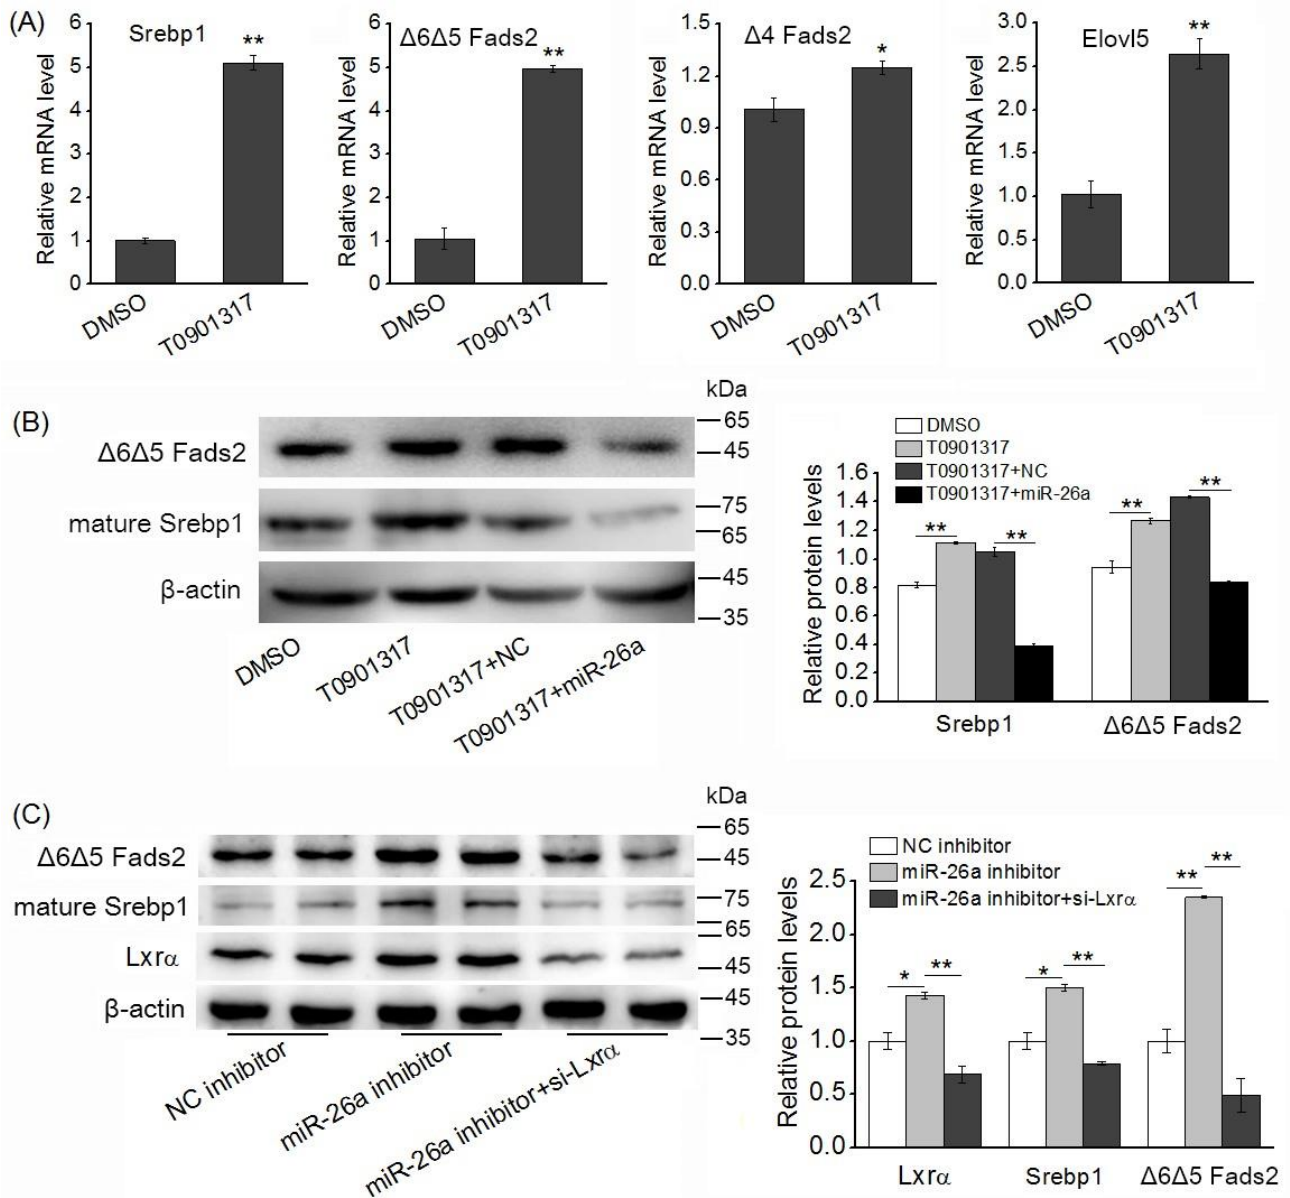 (A)
Srebp1
Relative mRNA level
6
5
4
3
2
1
0
**
DMSO
T0901317
Δ6Δ5 Fads2
Relative mRNA level
6
5
4
3
2
1
0
**
DMSO
T0901317
Δ4 Fads2
Relative mRNA level
1.5
1.2
0.9
0.6
0.3
0.0
*
DMSO
T0901317
Elovl5
Relative mRNA level
3.0
2.5
2.0
1.5
1.0
0.5
0.0
**
DMSO
T0901317
(B)
kDa
Δ6Δ5 Fads2
65
45
mature Srebp1
75
65
β-actin
45
35
DMSO
T0901317
T0901317+NC
T0901317+miR-26a
DMSO
T0901317
T0901317+NC
T0901317+miR-26a
Relative protein levels
1.6
1.4
1.2
1.0
0.8
0.6
0.4
0.2
0.0
**
**
**
**
Srebp1
Δ6Δ5 Fads2
(C)
kDa
Δ6Δ5 Fads2
65
45
mature Srebp1
75
65
Lxrα
45
β-actin
45
35
NC inhibitor
miR-26a inhibitor
miR-26a inhibitor+si-Lxrα
NC inhibitor
miR-26a inhibitor
miR-26a inhibitor+si-Lxrα
Relative protein levels
2.5
2.0
1.5
1.0
0.5
0.0
*
**
*
**
**
**
Lxrα
Srebp1
Δ6Δ5 Fads2